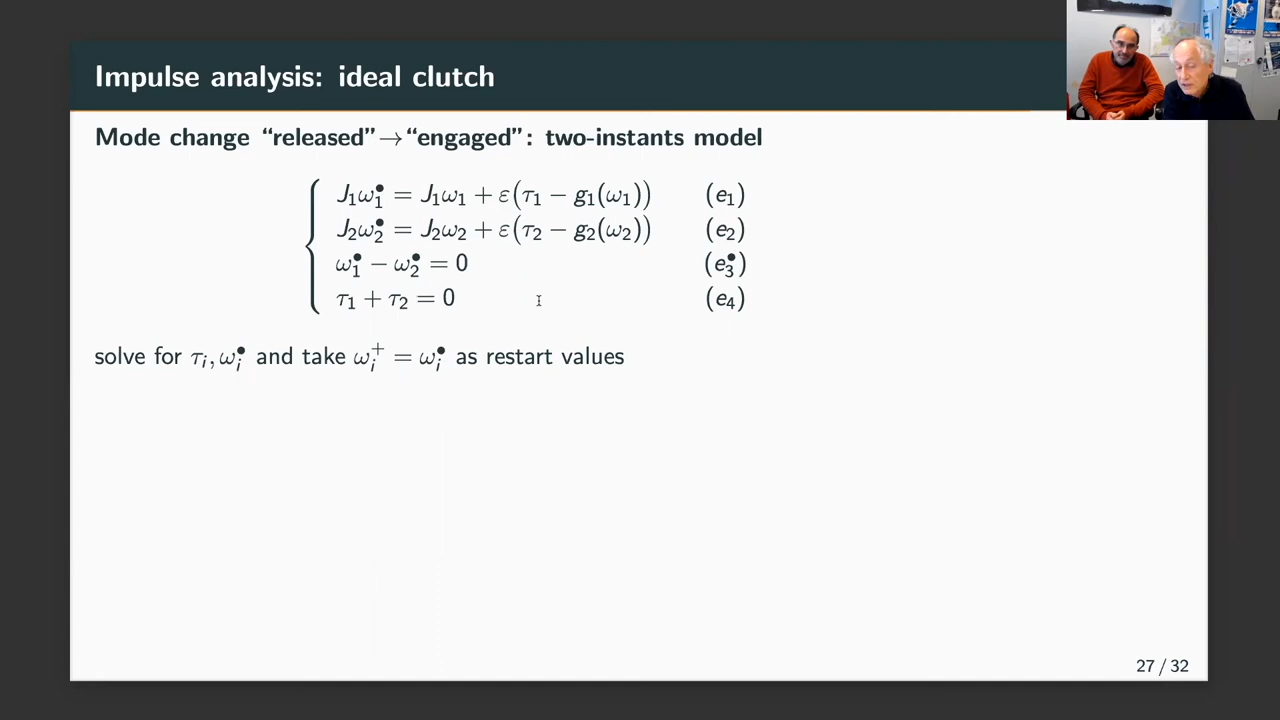 Impulse analysis: ideal clutch
Mode change “released”→“engaged”: two-instants model
J₁ω₁• = J₁ω₁ + ε(τ₁ − g₁(ω₁)) (e₁)
J₂ω₂• = J₂ω₂ + ε(τ₂ − g₂(ω₂)) (e₂)
ω₁• − ω₂• = 0 (e₃•)
τ₁ + τ₂ = 0 (e₄)
solve for τᵢ, ωᵢ• and take ωᵢ⁺ = ωᵢ• as restart values
27 / 32